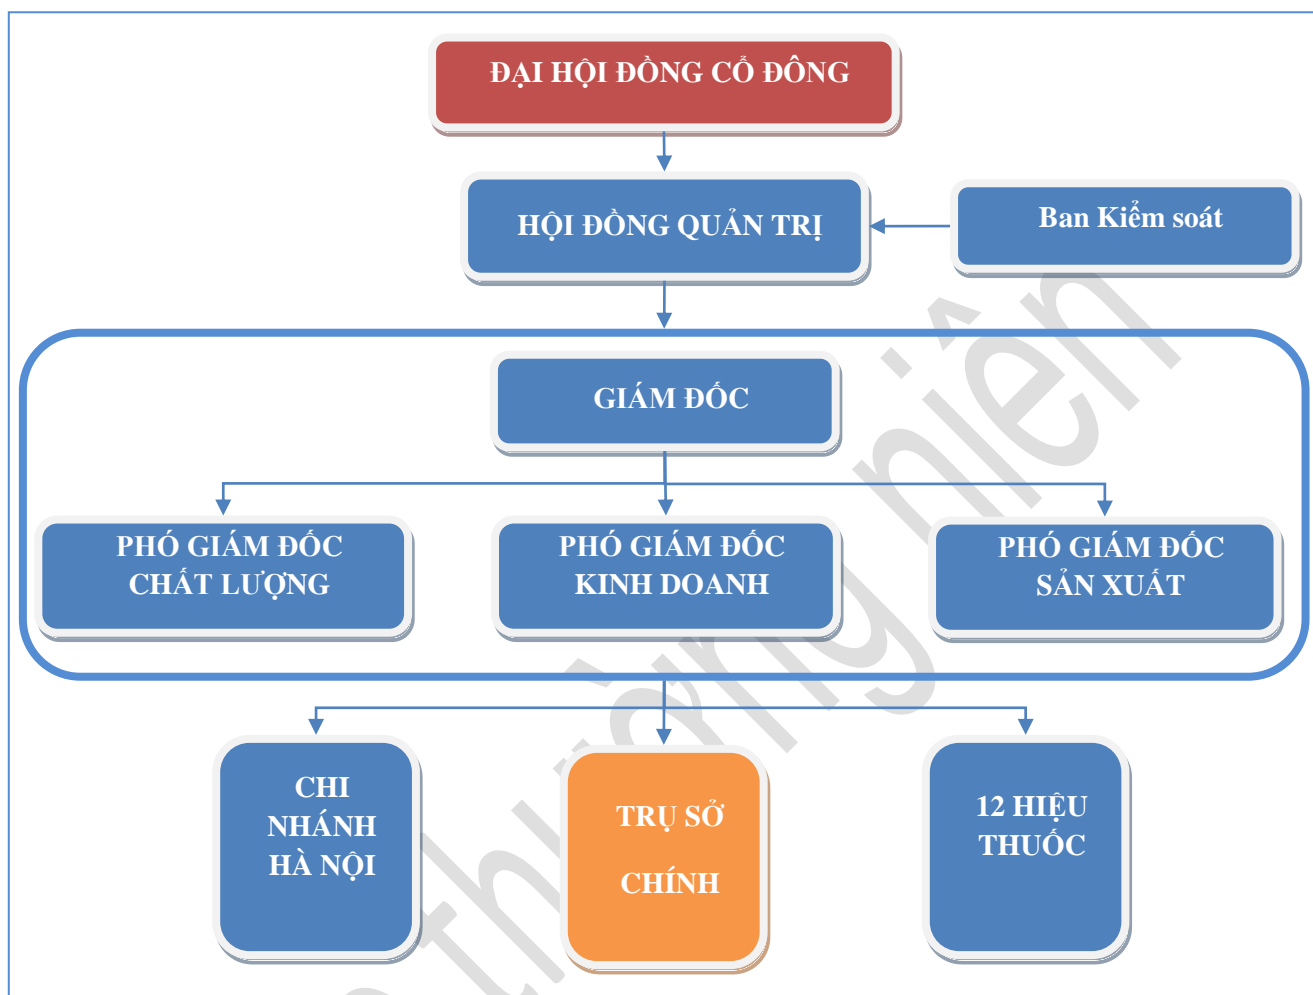 ĐẠI HỘI ĐỒNG CỔ ĐÔNG
HỘI ĐỒNG QUẢN TRỊ
Ban Kiểm soát
GIÁM ĐỐC
PHÓ GIÁM ĐỐC
CHẤT LƯỢNG
PHÓ GIÁM ĐỐC
KINH DOANH
PHÓ GIÁM ĐỐC
SẢN XUẤT
CHI
NHÁNH
HÀ NỘI
TRỤ SỞ
CHÍNH
12 HIỆU
THUỐC
thường niên